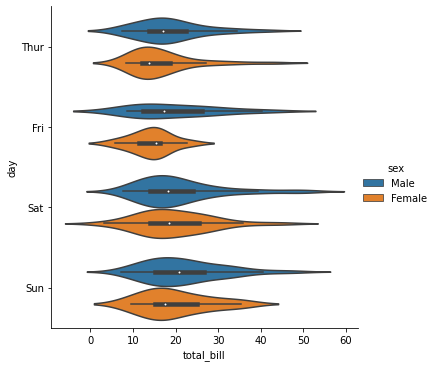 Thur
Fri
Sat
Sun
day
0 10 20 30 40 50 60
total_bill
sex
Male
Female